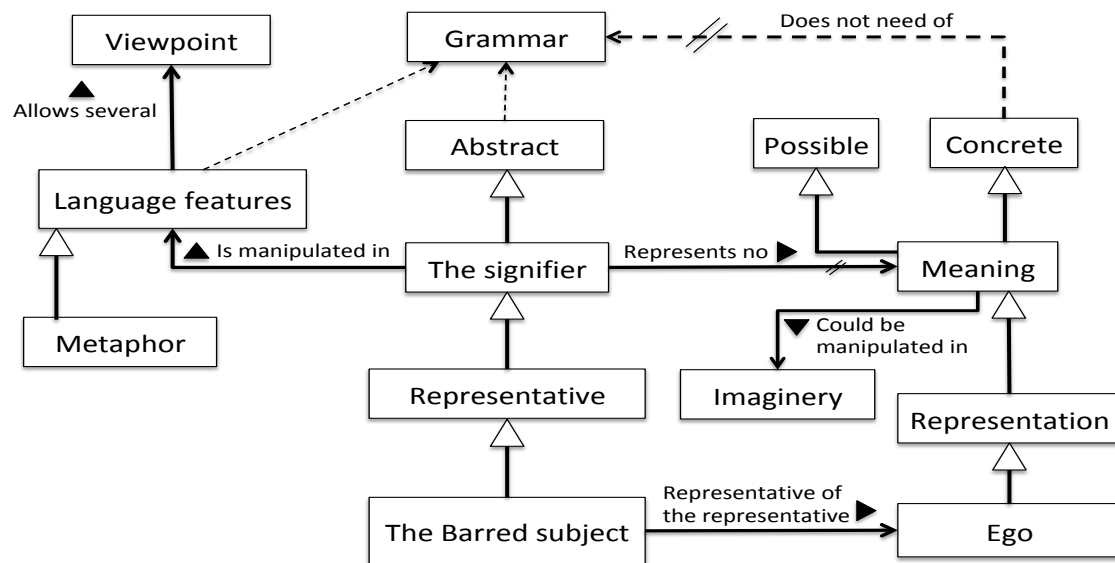 Does not need of
Viewpoint
Grammar
Allows several
Abstract
Possible
Concrete
Language features
Is manipulated in
The signifier
Represents no
Meaning
Could be
manipulated in
Metaphor
Representative
Imaginery
Representation
Representative of
the representative
The Barred subject
Ego